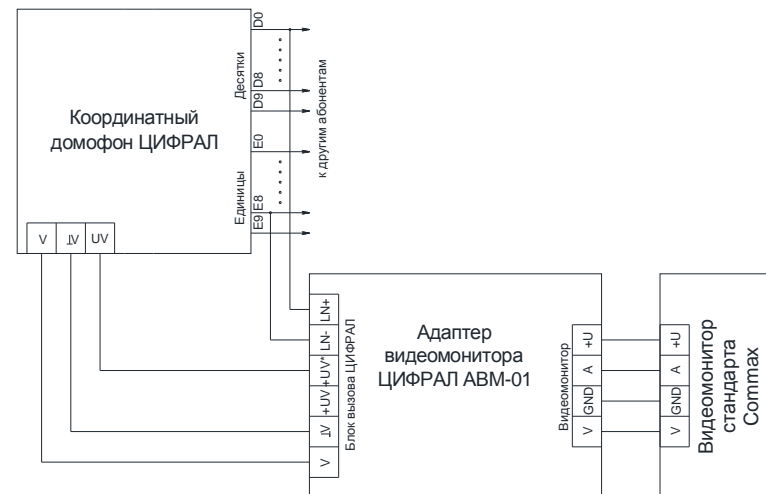 Координатный
домофон ЦИФРАЛ
Десятки
D0
D8
D9
Единицы
E0
E8
E9
к другим абонентам
V
⊥V
UV
Блок вызова ЦИФРАЛ
LN+
LN-
+UV*
+UV
⊥V
V
Адаптер
видеомонитора
ЦИФРАЛ АВМ-01
Видеомонитор
+U
A
GND
V
+U
A
GND
V
Видеомонитор
стандарта
Commax